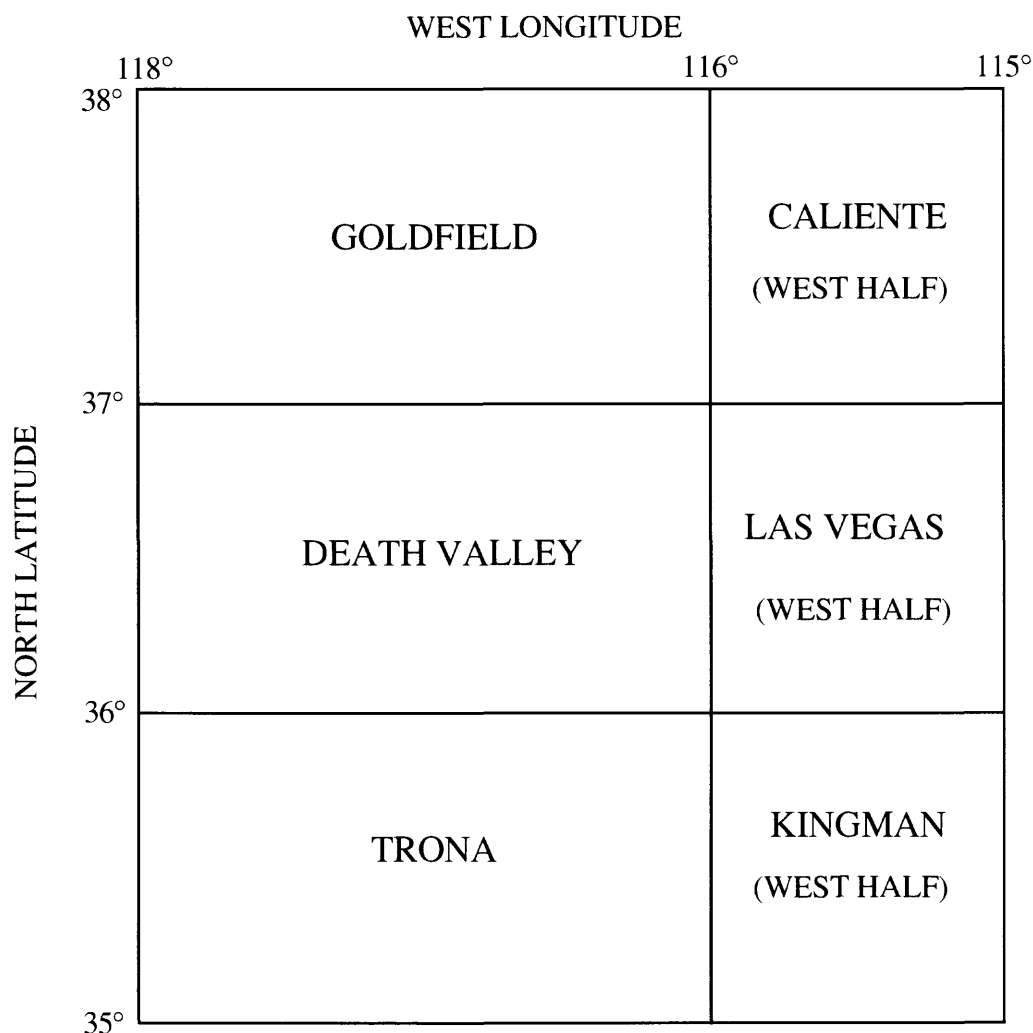 WEST LONGITUDE
118° 116° 115°
38°
GOLDFIELD
CALIENTE
(WEST HALF)
37°
NORTH LATITUDE
DEATH VALLEY
LAS VEGAS
(WEST HALF)
36°
TRONA
KINGMAN
(WEST HALF)
35°